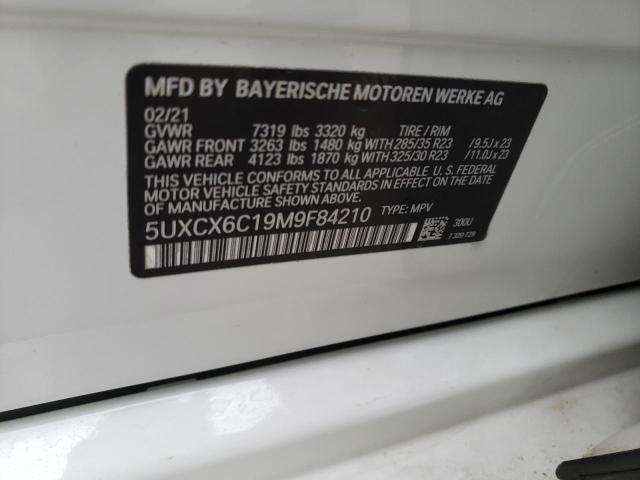 MFD BY BAYERISCHE MOTOREN WERKE AG
02/21
GVWR 7319 lbs 3320 kg TIRE / RIM
GAWR FRONT 3263 lbs 1480 kg WITH 285/35 R23 /9.5J x 23
GAWR REAR 4123 lbs 1870 kg WITH 325/30 R23 /11.0J x 23
THIS VEHICLE CONFORMS TO ALL APPLICABLE U.S. FEDERAL
MOTOR VEHICLE SAFETY STANDARDS IN EFFECT ON THE DATE
OF MANUFACTURE SHOWN ABOVE.
5UXCX6C19M9F84210 TYPE: MPV
300U
7 320 729